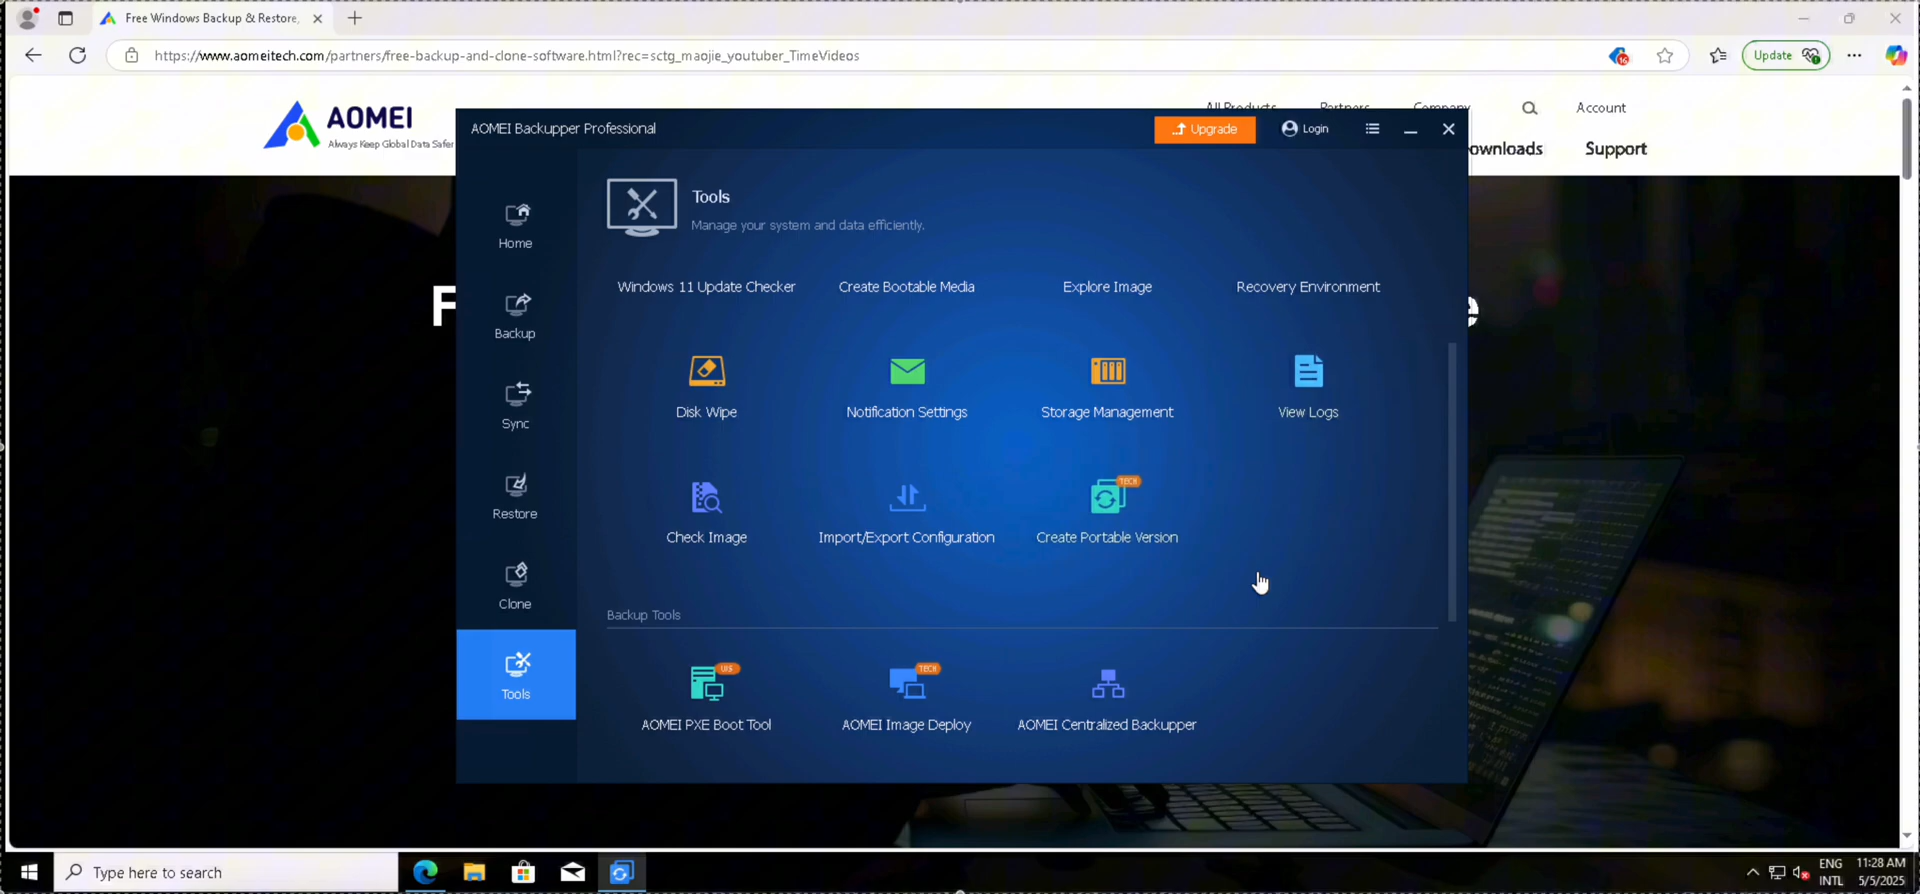 Free Windows Backup & Restore,
https://www.aomeitech.com/partners/free-backup-and-clone-software.html?rec=sctg_maojie_youtuber_TimeVideos
16
Update
AOMEI
Always Keep Global Data Safer
All Products Partners Company Account
ownloads Support
F
e
AOMEI Backupper Professional
Upgrade
Login
Home
Backup
Sync
Restore
Clone
Tools
Tools
Manage your system and data efficiently.
Windows 11 Update Checker
Create Bootable Media
Explore Image
Recovery Environment
Disk Wipe
Notification Settings
Storage Management
View Logs
TECH
Check Image
Import/Export Configuration
Create Portable Version
Backup Tools
TECH
AOMEI PXE Boot Tool
AOMEI Image Deploy
AOMEI Centralized Backupper
Type here to search
ENG
INTL
11:28 AM
5/5/2025